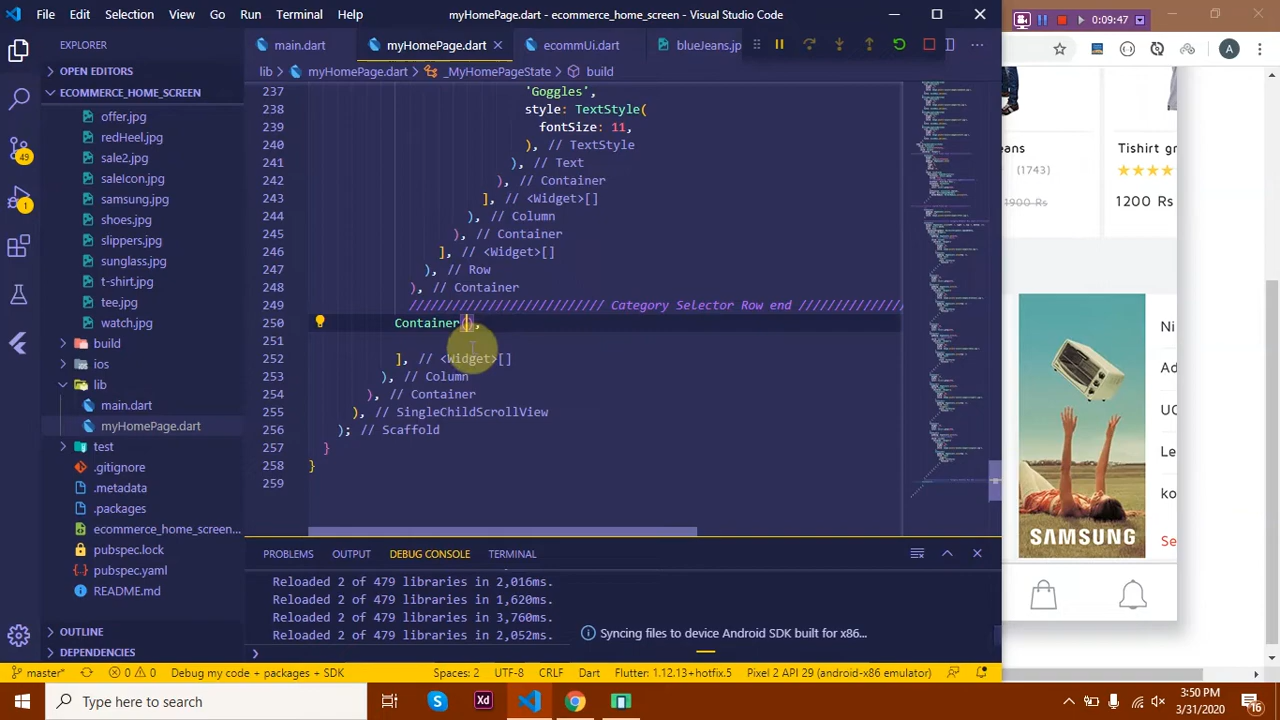 File Edit Selection View Go Run Terminal Help
myHomePage.dart - ecommerce_home_screen - Visual Studio Code
00:09:47
EXPLORER
main.dart
myHomePage.dart
ecommUi.dart
blueJeans.jp
OPEN EDITORS
lib > myHomePage.dart > _MyHomePageState > build
ECOMMERCE_HOME_SCREEN
offer.jpg
redHeel.jpg
sale2.jpg
saleIcon.jpg
samsung.jpg
shoes.jpg
slippers.jpg
sunglass.jpg
t-shirt.jpg
tee.jpg
watch.jpg
build
ios
lib
main.dart
myHomePage.dart
test
.gitignore
.metadata
.packages
ecommerce_home_screen...
pubspec.lock
pubspec.yaml
README.md
OUTLINE
DEPENDENCIES
49
1
237 'Goggles',
238 style: TextStyle(
239 fontSize: 11,
240 ), // TextStyle
241 ), // Text
242 ), // Container
243 ], // <Widget>[]
244 ), // Column
245 ), // Container
246 ], // <Widget>[]
247 ), // Row
248 ), // Container
249 ////////////////////// Category Selector Row end ///////////////
250 Container(),
251
252 ], // <Widget>[]
253 ), // Column
254 ), // Container
255 ), // SingleChildScrollView
256 ); // Scaffold
257 }
258 }
259
PROBLEMS OUTPUT DEBUG CONSOLE TERMINAL
Reloaded 2 of 479 libraries in 2,016ms.
Reloaded 2 of 479 libraries in 1,620ms.
Reloaded 2 of 479 libraries in 3,760ms.
Reloaded 2 of 479 libraries in 2,052ms.
Syncing files to device Android SDK built for x86...
master* 0 0 Debug my code + packages + SDK
Spaces: 2 UTF-8 CRLF Dart Flutter: 1.12.13+hotfix.5 Pixel 2 API 29 (android-x86 emulator)
A
eans
Tishirt gr
(1743)
1900 Rs
1200 Rs
Ni
Ad
UC
Le
ko
Se
SAMSUNG
Type here to search
3:50 PM
3/31/2020
16